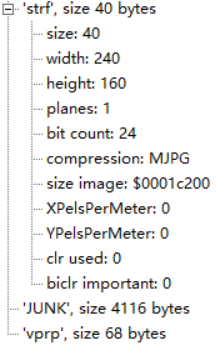 'strf', size 40 bytes
size: 40
width: 240
height: 160
planes: 1
bit count: 24
compression: MJPG
size image: $0001c200
XPelsPerMeter: 0
YPelsPerMeter: 0
clr used: 0
biclr important: 0
'JUNK', size 4116 bytes
'vprp', size 68 bytes